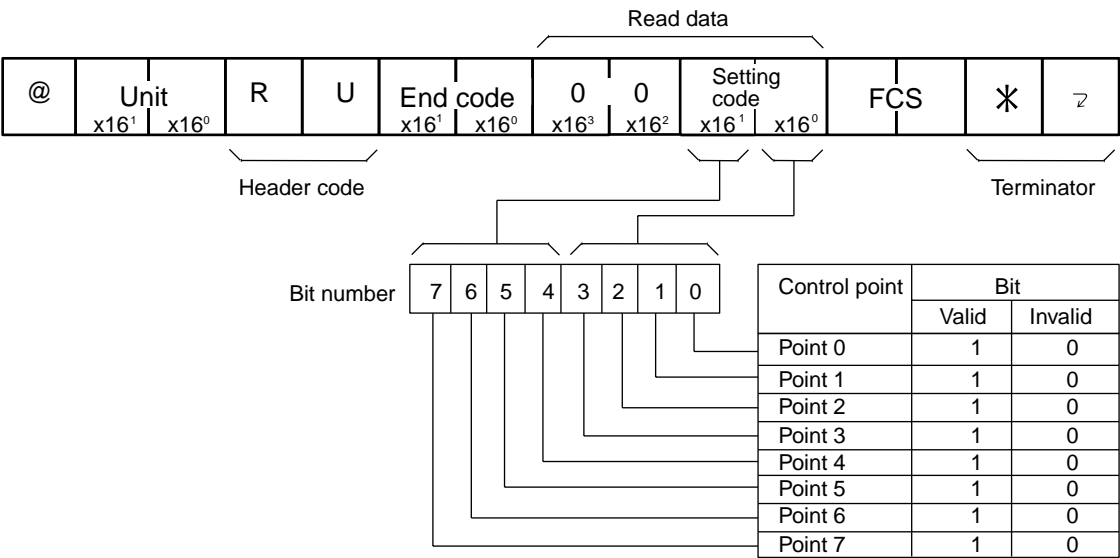 Read data
@ Unit R U End code 0 0 Setting code FCS * ↵
x16¹ x16⁰ x16¹ x16⁰ x16³ x16² x16¹ x16⁰
Header code Terminator
Bit number 7 6 5 4 3 2 1 0
Control point Bit
Valid Invalid
Point 0 1 0
Point 1 1 0
Point 2 1 0
Point 3 1 0
Point 4 1 0
Point 5 1 0
Point 6 1 0
Point 7 1 0